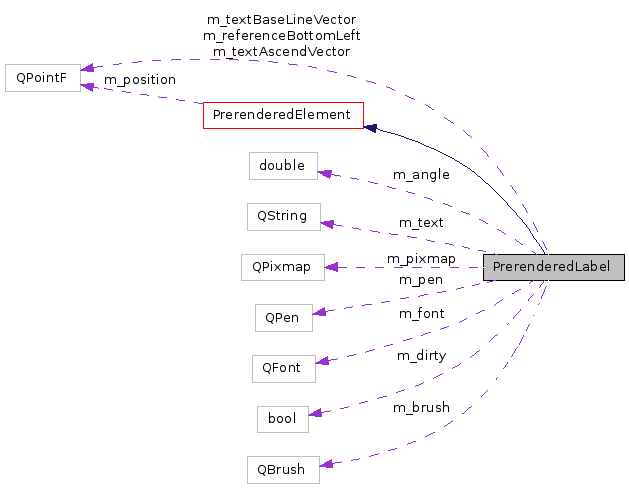 m_textBaseLineVector
m_referenceBottomLeft
m_textAscendVector
QPointF
m_position
PrerenderedElement
double
m_angle
QString
m_text
QPixmap
m_pixmap
PrerenderedLabel
m_pen
QPen
m_font
QFont
m_dirty
bool
m_brush
QBrush